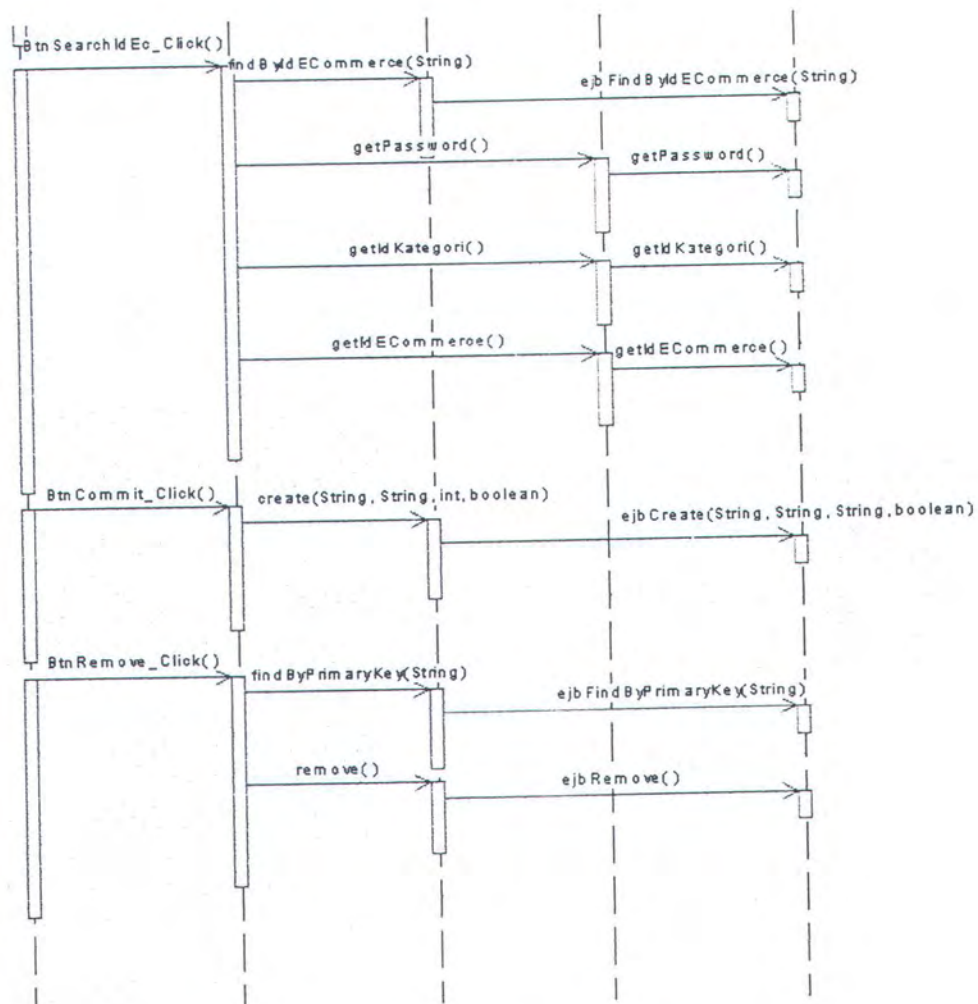 BtnSearchIdEc_Click()
findByIdECommerce(String)
ejbFindByIdECommerce(String)
getPassword()
getPassword()
getIdKategori()
getIdKategori()
getIdECommerce()
getIdECommerce()
BtnCommit_Click()
create(String, String, int, boolean)
ejbCreate(String, String, String, boolean)
BtnRemove_Click()
findByPrimaryKey(String)
ejbFindByPrimaryKey(String)
remove()
ejbRemove()